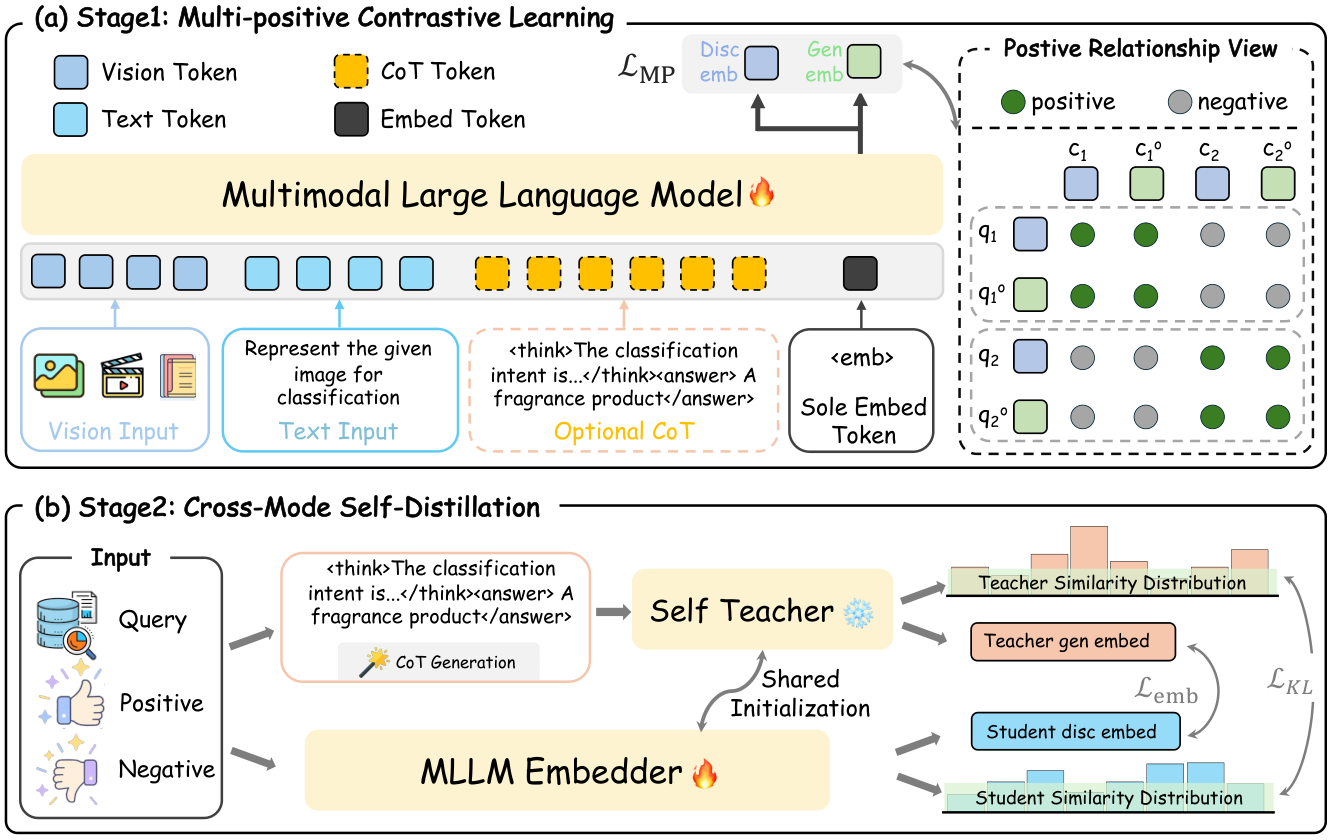 (a) Stage1: Multi-positive Contrastive Learning
Vision Token
CoT Token
Text Token
Embed Token
ℒMP
Disc
emb
Gen
emb
Multimodal Large Language Model
Represent the given
image for
classification
<think>The classification
intent is...</think><answer> A
fragrance product</answer>
<emb>
Sole Embed
Token
Vision Input
Text Input
Optional CoT
Postive Relationship View
positive
negative
c₁ c₁ᵒ c₂ c₂ᵒ
q₁
q₁ᵒ
q₂
q₂ᵒ
(b) Stage2: Cross-Mode Self-Distillation
Input
Query
Positive
Negative
<think>The classification
intent is...</think><answer> A
fragrance product</answer>
CoT Generation
Self Teacher
Shared
Initialization
MLLM Embedder
Teacher Similarity Distribution
Teacher gen embed
ℒemb
ℒKL
Student disc embed
Student Similarity Distribution